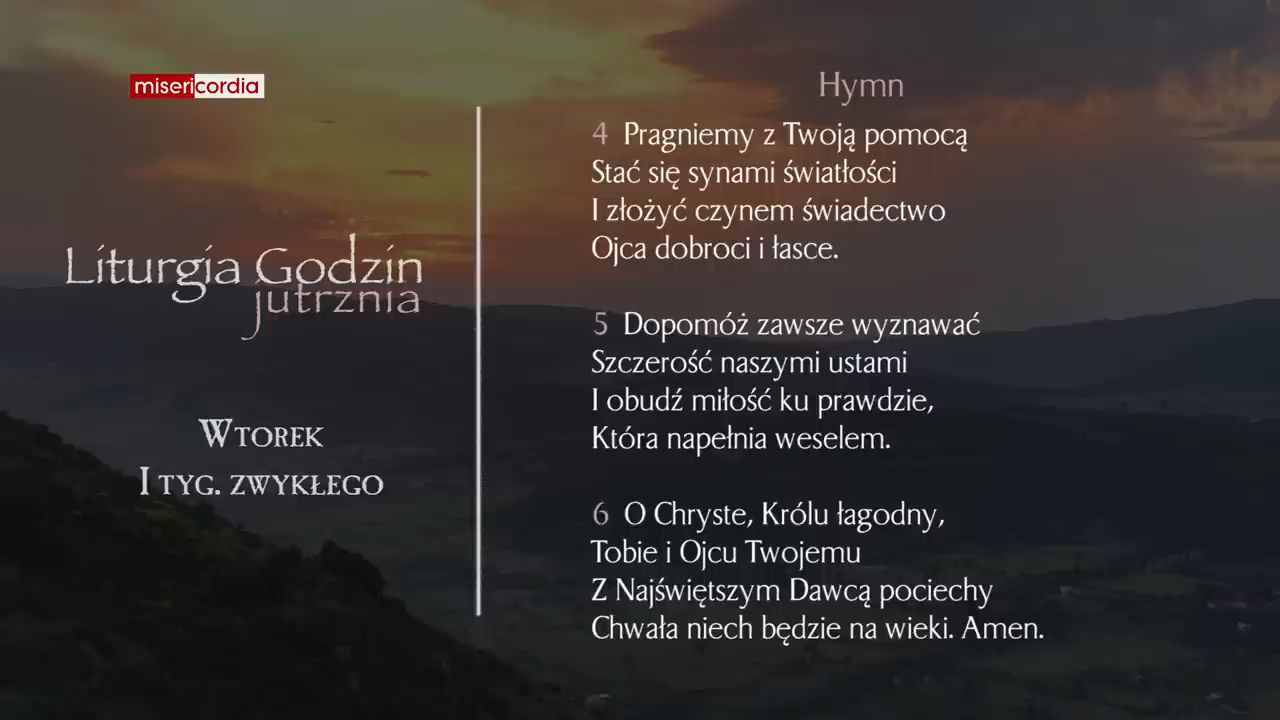 misericordia
Liturgia Godzin
jutrznia
Wtorek
I tyg. zwykłego
Hymn
4 Pragniemy z Twoją pomocą
Stać się synami światłości
I złożyć czynem świadectwo
Ojca dobroci i łasce.
5 Dopomóż zawsze wyznawać
Szczerość naszymi ustami
I obudź miłość ku prawdzie,
Która napełnia weselem.
6 O Chryste, Królu łagodny,
Tobie i Ojcu Twojemu
Z Najświętszym Dawcą pociechy
Chwała niech będzie na wieki. Amen.